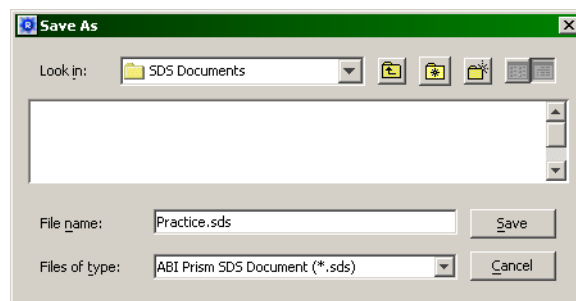 Save As
Look in: SDS Documents
File name: Practice.sds Save
Files of type: ABI Prism SDS Document (*.sds) Cancel